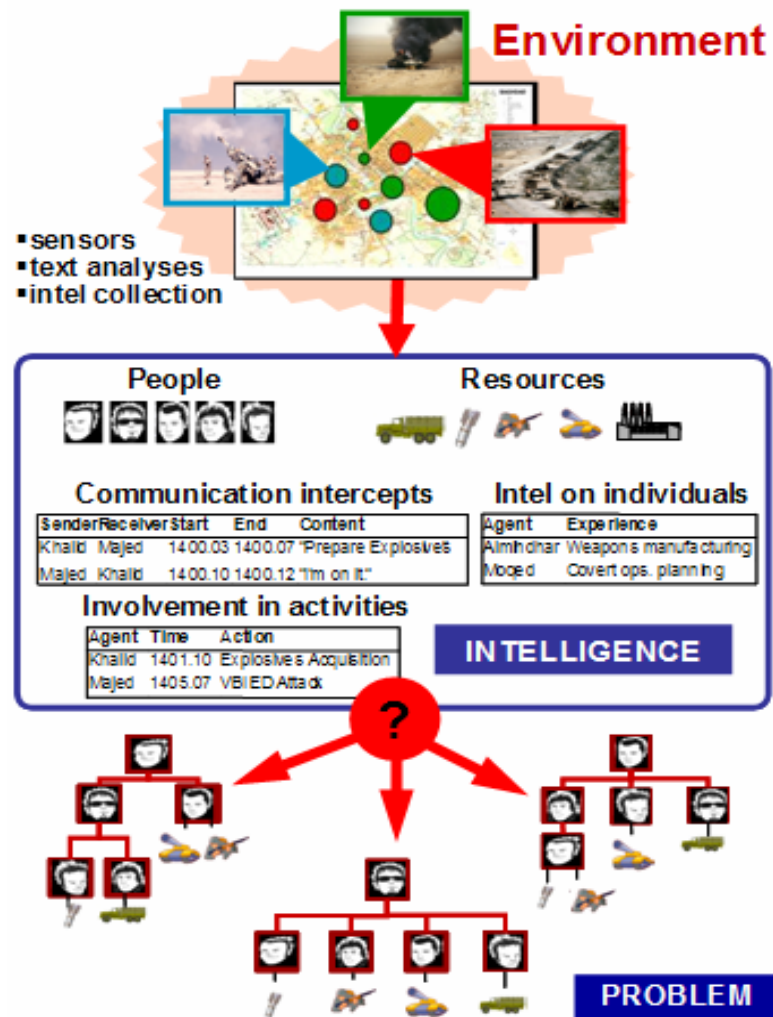 Environment
▪sensors
▪text analyses
▪intel collection
People
Resources
Communication intercepts
Sender Receiver Start End Content
Khalid Majed 1400.03 1400.07 "Prepare Explosives
Majed Khalid 1400.10 1400.12 "I'm on it."
Intel on individuals
Agent Experience
Almihdhar Weapons manufacturing
Moqed Covert ops. planning
Involvement in activities
Agent Time Action
Khalid 1401.10 Explosives Acquisition
Majed 1405.07 VBIED Attack
INTELLIGENCE
?
PROBLEM